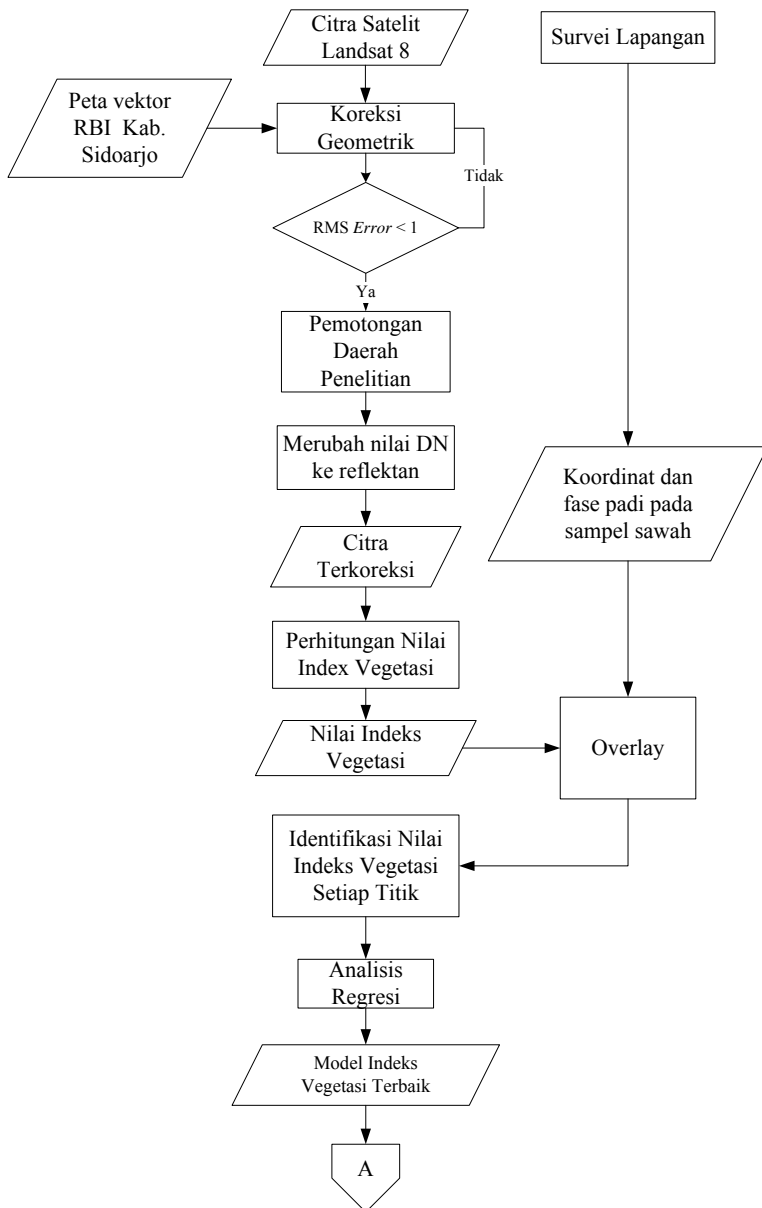 Citra Satelit
Landsat 8
Survei Lapangan
Peta vektor
RBI Kab.
Sidoarjo
Koreksi
Geometrik
Tidak
RMS Error < 1
Ya
Pemotongan
Daerah
Penelitian
Merubah nilai DN
ke reflektan
Koordinat dan
fase padi pada
sampel sawah
Citra
Terkoreksi
Perhitungan Nilai
Index Vegetasi
Nilai Indeks
Vegetasi
Overlay
Identifikasi Nilai
Indeks Vegetasi
Setiap Titik
Analisis
Regresi
Model Indeks
Vegetasi Terbaik
A